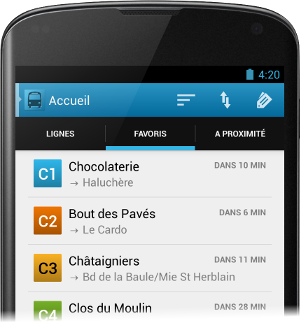 4:20
Accueil
LIGNES FAVORIS A PROXIMITÉ
C1 Chocolaterie DANS 10 MIN
→ Haluchère
C2 Bout des Pavés DANS 6 MIN
→ Le Cardo
C3 Châtaigniers DANS 11 MIN
→ Bd de la Baule/Mie St Herblain
C4 Clos du Moulin DANS 28 MIN